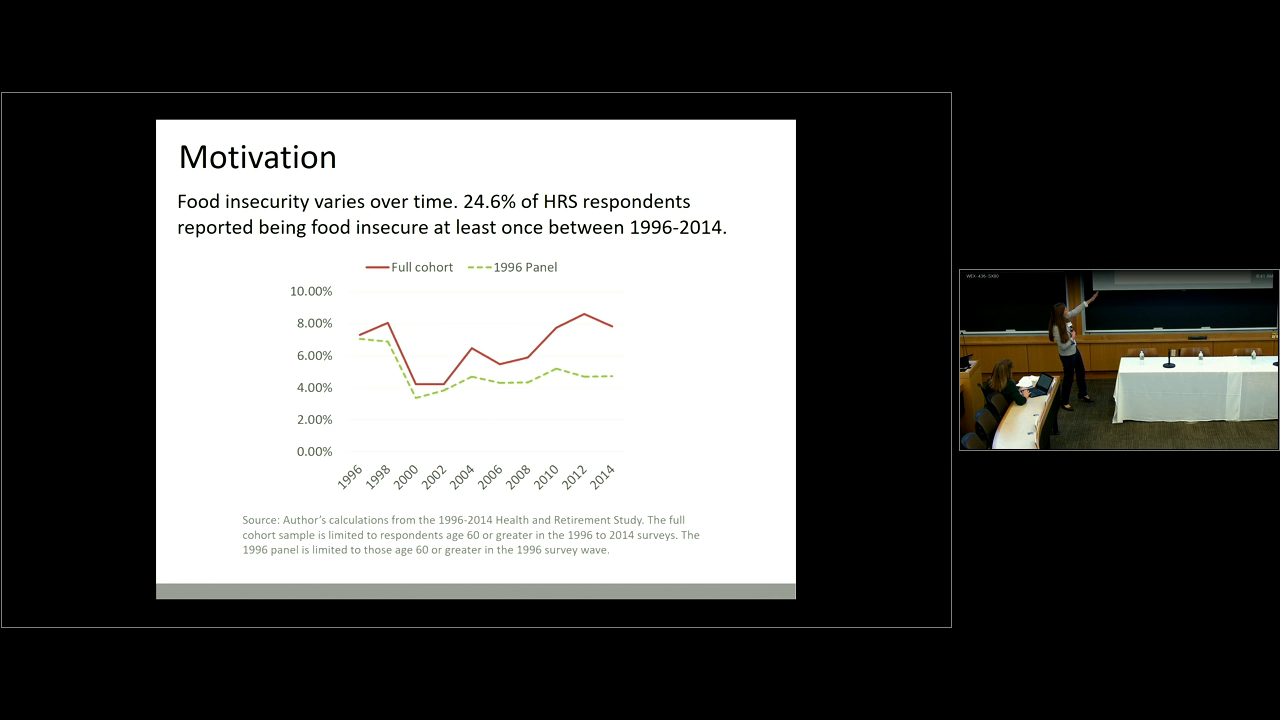 Motivation
Food insecurity varies over time. 24.6% of HRS respondents
reported being food insecure at least once between 1996-2014.
Full cohort 1996 Panel
10.00%
8.00%
6.00%
4.00%
2.00%
0.00%
1996 1998 2000 2002 2004 2006 2008 2010 2012 2014
Source: Author's calculations from the 1996-2014 Health and Retirement Study. The full
cohort sample is limited to respondents age 60 or greater in the 1996 to 2014 surveys. The
1996 panel is limited to those age 60 or greater in the 1996 survey wave.